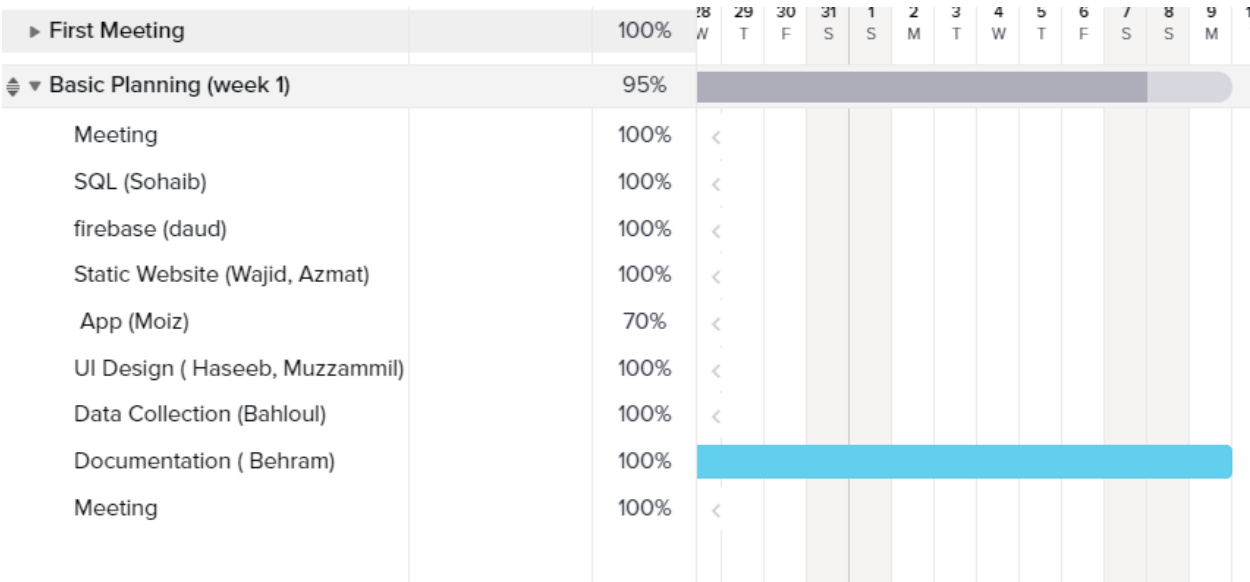 28 29 30 31 1 2 3 4 5 6 7 8 9 1
W T F S S M T W T F S S M
First Meeting 100%
Basic Planning (week 1) 95%
Meeting 100%
SQL (Sohaib) 100%
firebase (daud) 100%
Static Website (Wajid, Azmat) 100%
App (Moiz) 70%
UI Design ( Haseeb, Muzzammil) 100%
Data Collection (Bahloul) 100%
Documentation ( Behram) 100%
Meeting 100%